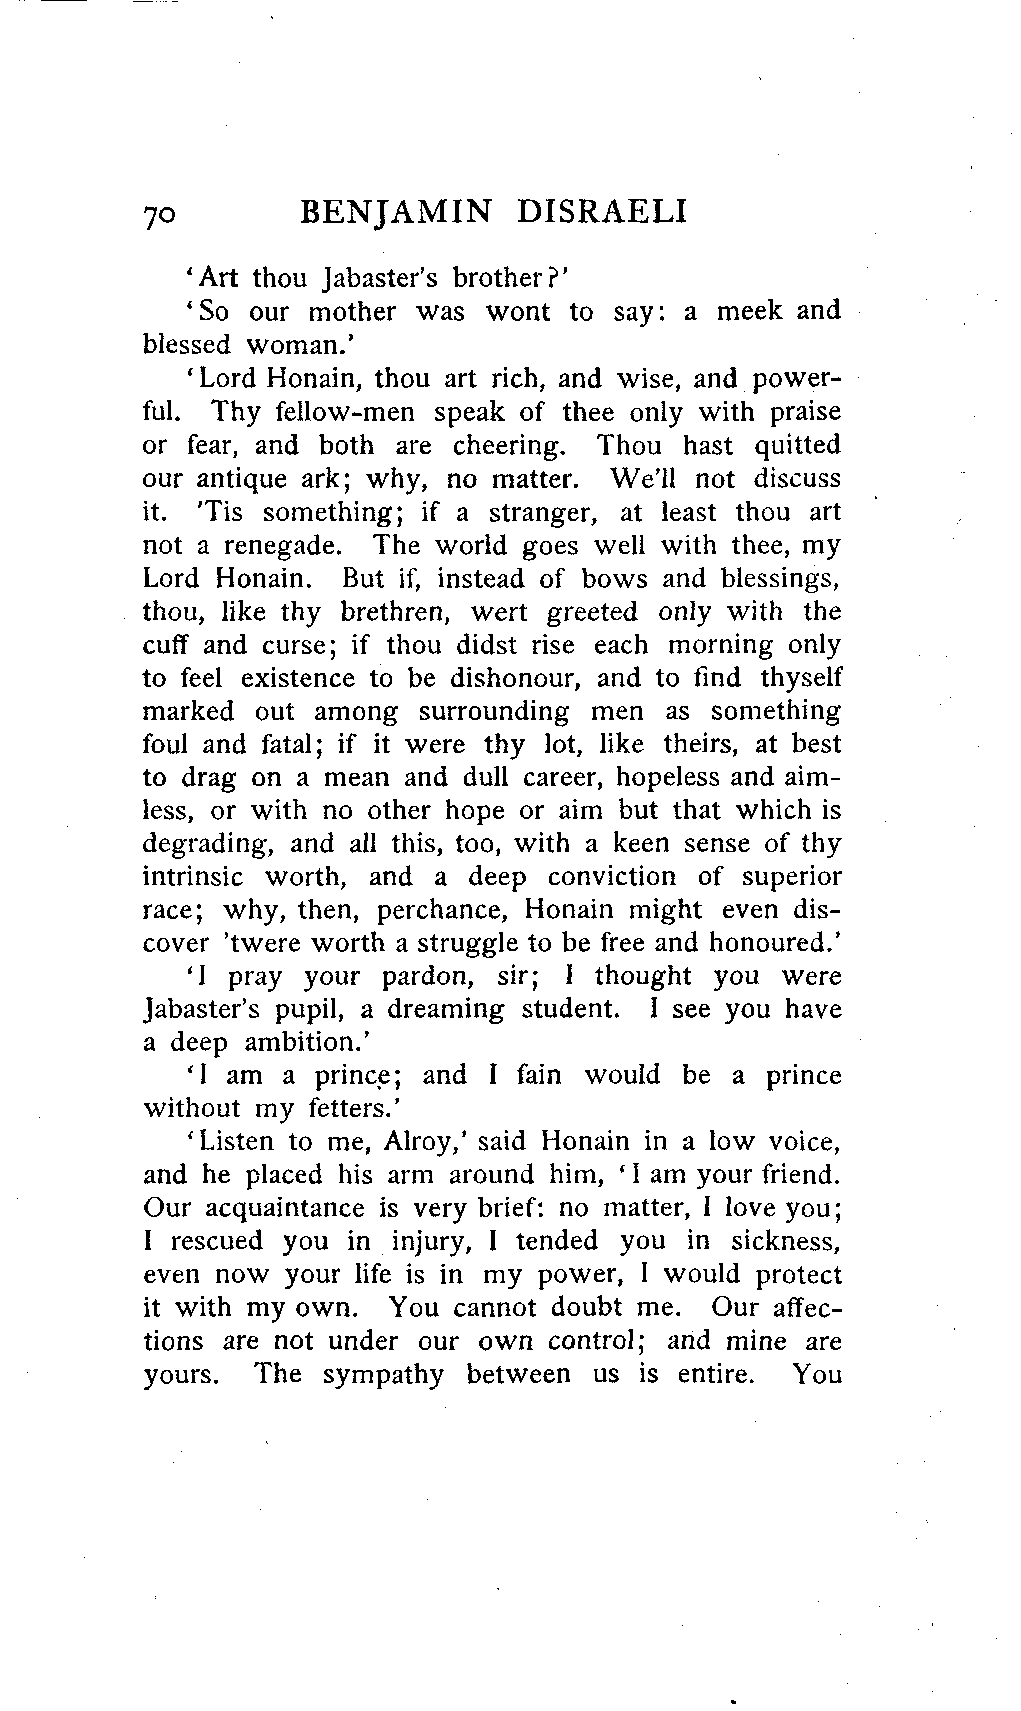 70 BENJAMIN DISRAELI
‘Art thou Jabaster's brother?’
‘So our mother was wont to say: a meek and
blessed woman.’
‘Lord Honain, thou art rich, and wise, and power-
ful. Thy fellow-men speak of thee only with praise
or fear, and both are cheering. Thou hast quitted
our antique ark; why, no matter. We'll not discuss
it. 'Tis something; if a stranger, at least thou art
not a renegade. The world goes well with thee, my
Lord Honain. But if, instead of bows and blessings,
thou, like thy brethren, wert greeted only with the
cuff and curse; if thou didst rise each morning only
to feel existence to be dishonour, and to find thyself
marked out among surrounding men as something
foul and fatal; if it were thy lot, like theirs, at best
to drag on a mean and dull career, hopeless and aim-
less, or with no other hope or aim but that which is
degrading, and all this, too, with a keen sense of thy
intrinsic worth, and a deep conviction of superior
race; why, then, perchance, Honain might even dis-
cover 'twere worth a struggle to be free and honoured.’
‘I pray your pardon, sir; I thought you were
Jabaster's pupil, a dreaming student. I see you have
a deep ambition.’
‘I am a prince; and I fain would be a prince
without my fetters.’
‘Listen to me, Alroy,’ said Honain in a low voice,
and he placed his arm around him, ‘I am your friend.
Our acquaintance is very brief: no matter, I love you;
I rescued you in injury, I tended you in sickness,
even now your life is in my power, I would protect
it with my own. You cannot doubt me. Our affec-
tions are not under our own control; and mine are
yours. The sympathy between us is entire. You